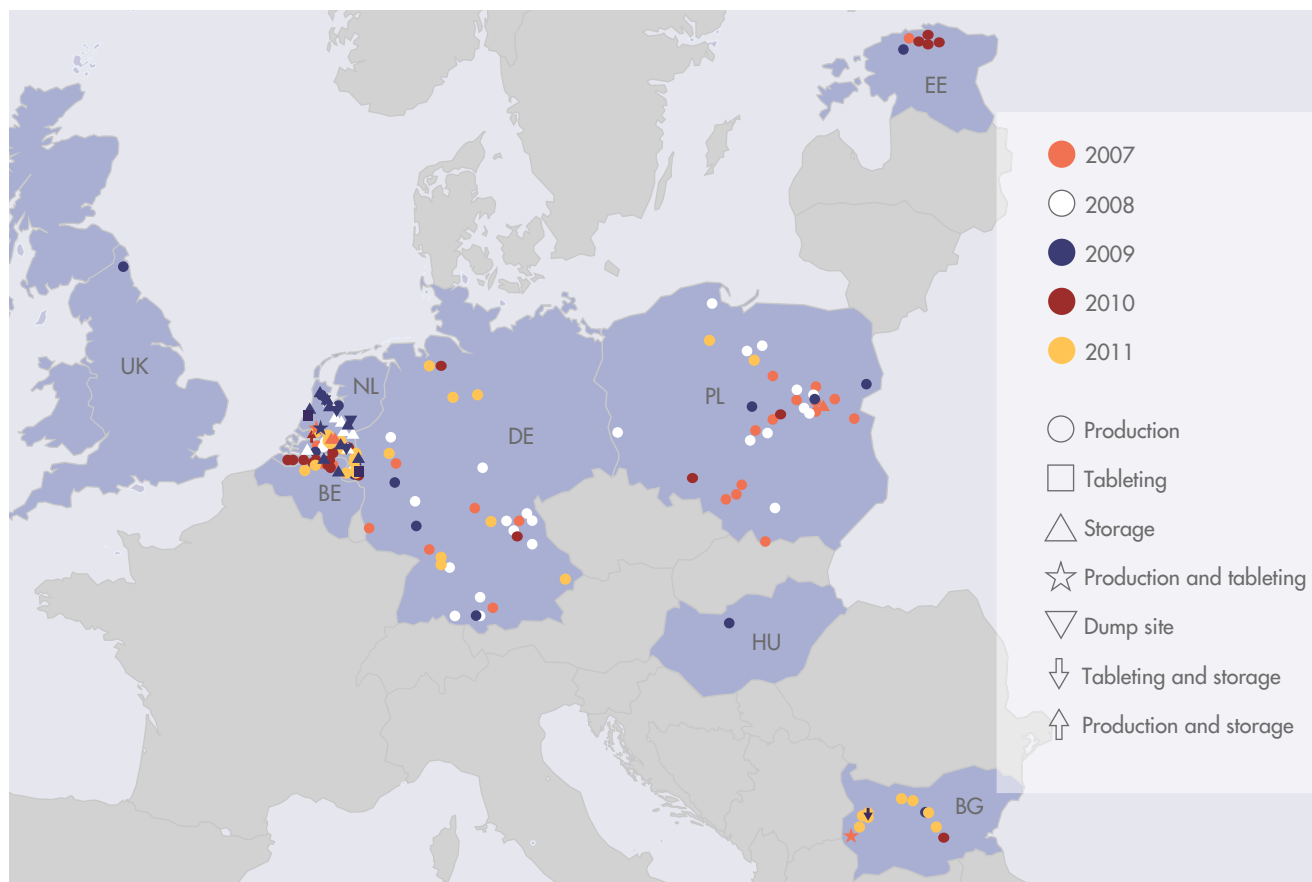 EE
UK
NL
PL
DE
BE
HU
BG
2007
2008
2009
2010
2011
Production
Tableting
Storage
Production and tableting
Dump site
Tableting and storage
Production and storage